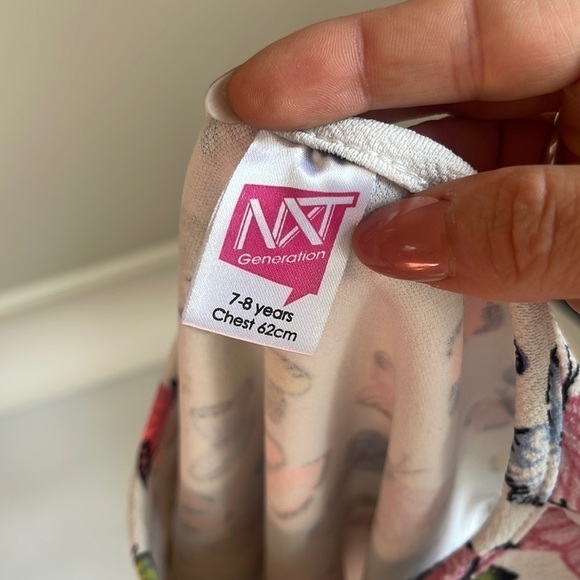 NXT
Generation
7-8 years
Chest 62cm